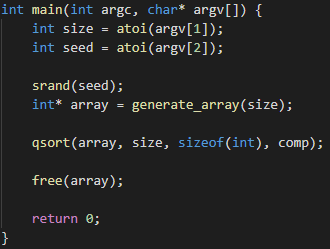 int main(int argc, char* argv[]) {
    int size = atoi(argv[1]);
    int seed = atoi(argv[2]);

    srand(seed);
    int* array = generate_array(size);

    qsort(array, size, sizeof(int), comp);

    free(array);

    return 0;
}